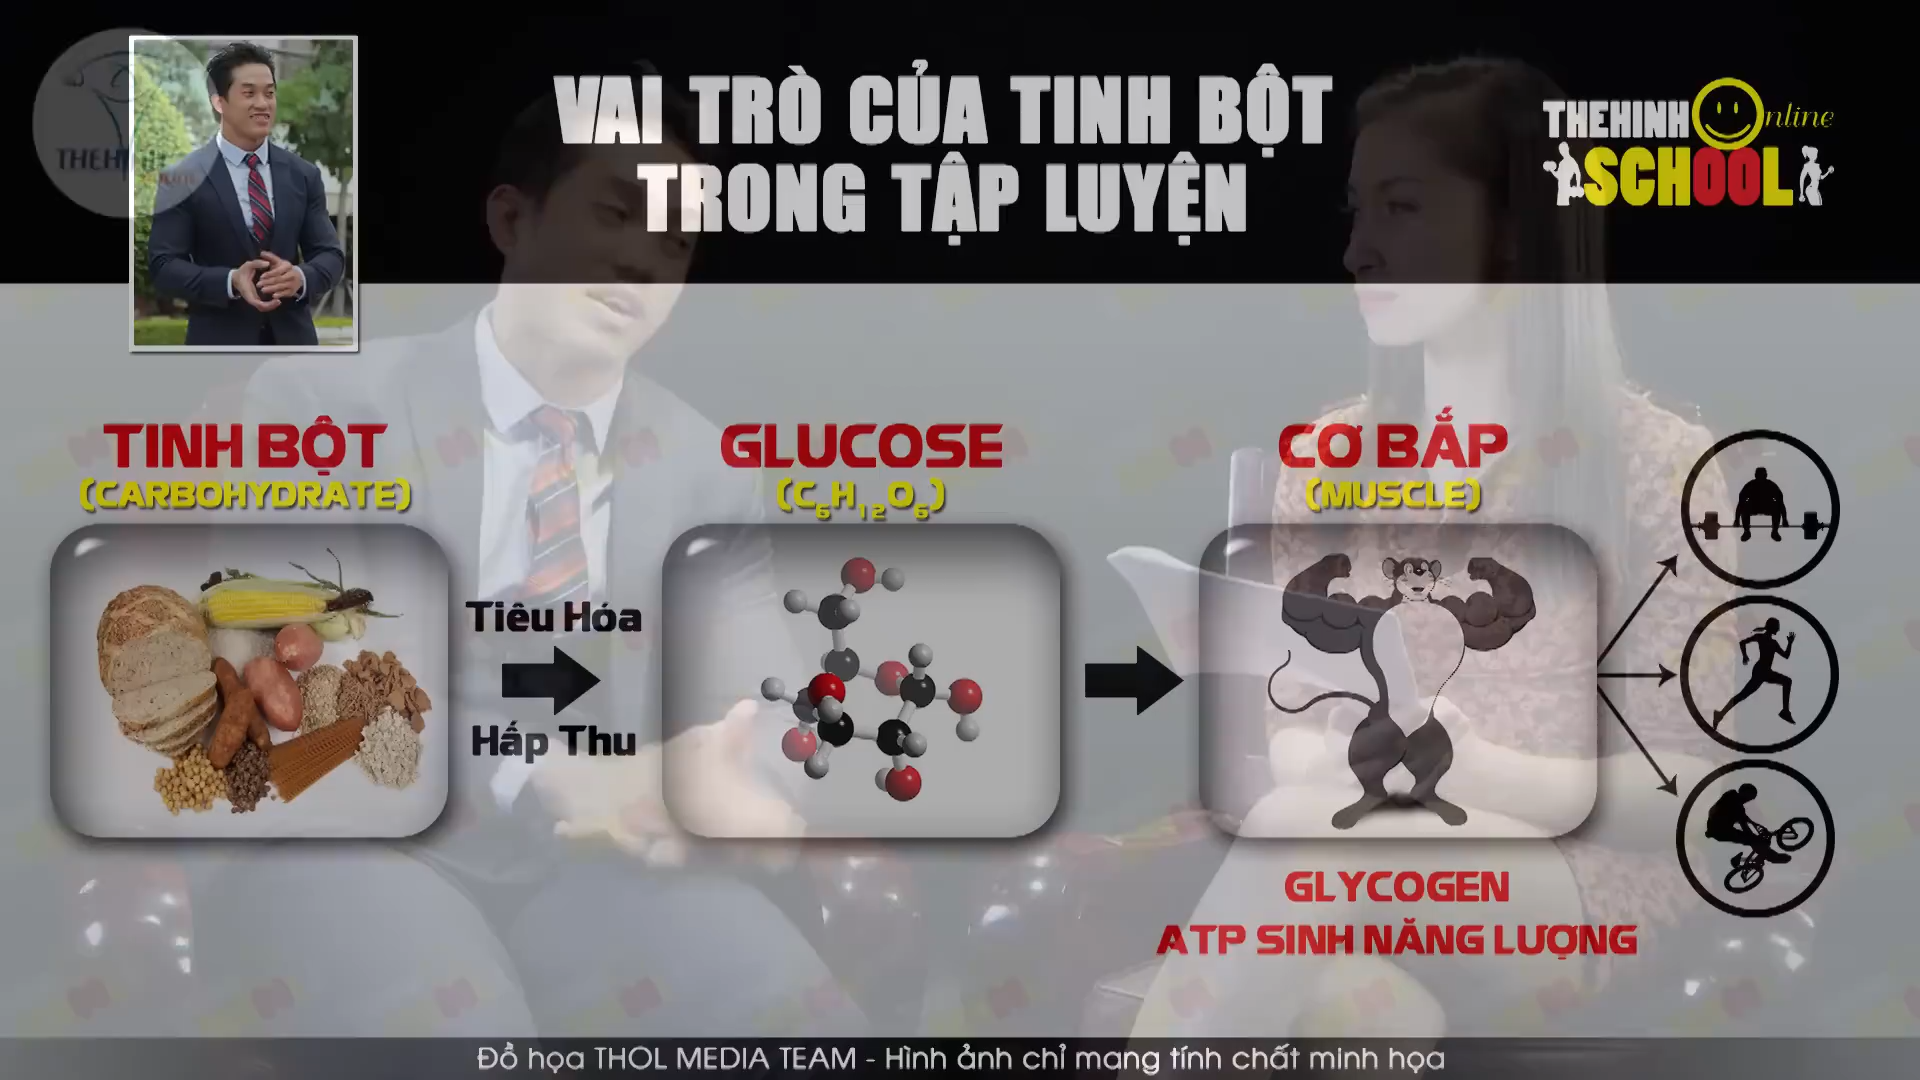 VAI TRÒ CỦA TINH BỘT
TRONG TẬP LUYỆN
THEHINH Online
SCHOOL
THEHINH
TINH BỘT
(CARBOHYDRATE)
Tiêu Hóa
Hấp Thu
GLUCOSE
(C₆H₁₂O₆)
CƠ BẮP
(MUSCLE)
GLYCOGEN
ATP SINH NĂNG LƯỢNG
Đồ họa THOL MEDIA TEAM - Hình ảnh chỉ mang tính chất minh họa